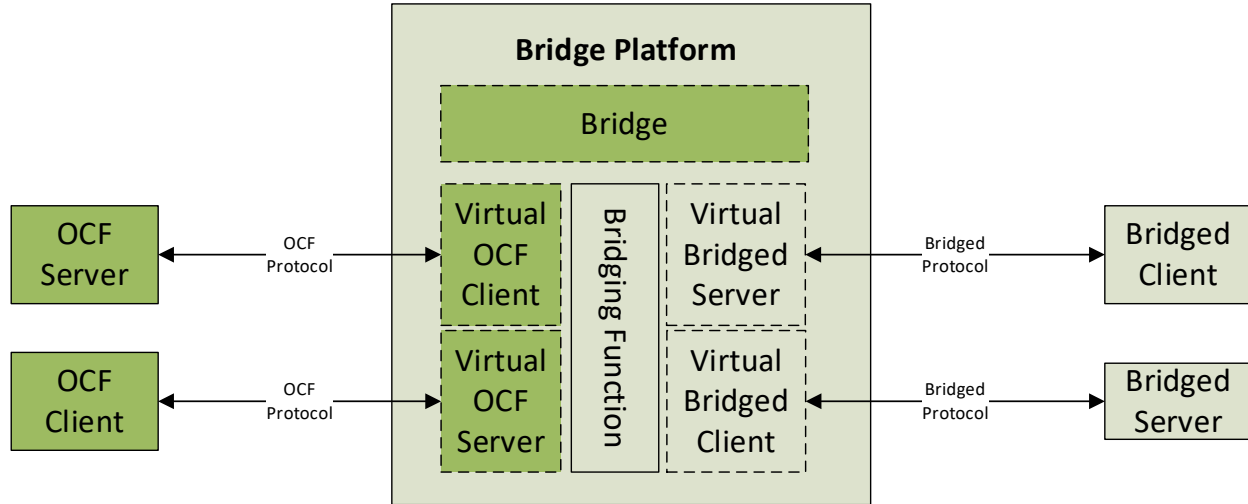 Bridge Platform
Bridge
OCF
Server
OCF
Protocol
Virtual
OCF
Client
Bridging Function
Virtual
Bridged
Server
Bridged
Protocol
Bridged
Client
OCF
Client
OCF
Protocol
Virtual
OCF
Server
Virtual
Bridged
Client
Bridged
Protocol
Bridged
Server